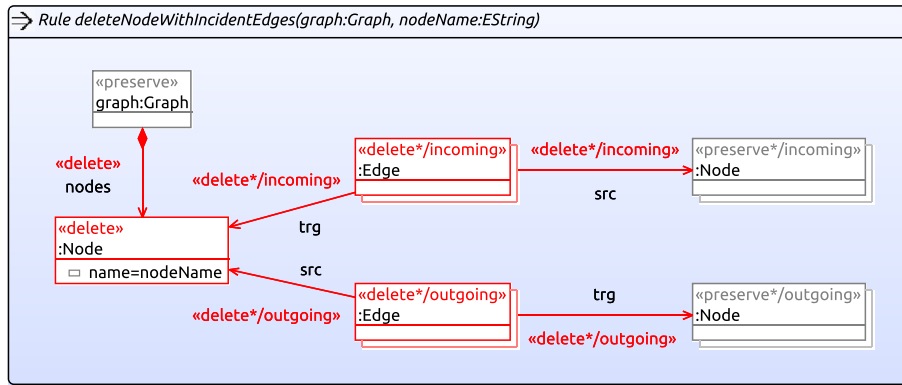 Rule deleteNodeWithIncidentEdges(graph:Graph, nodeName:EString)
«preserve»
graph:Graph
«delete»
nodes
«delete»
:Node
name=nodeName
«delete*/incoming»
trg
«delete*/incoming»
:Edge
«delete*/incoming»
src
«preserve*/incoming»
:Node
src
«delete*/outgoing»
«delete*/outgoing»
:Edge
trg
«delete*/outgoing»
«preserve*/outgoing»
:Node